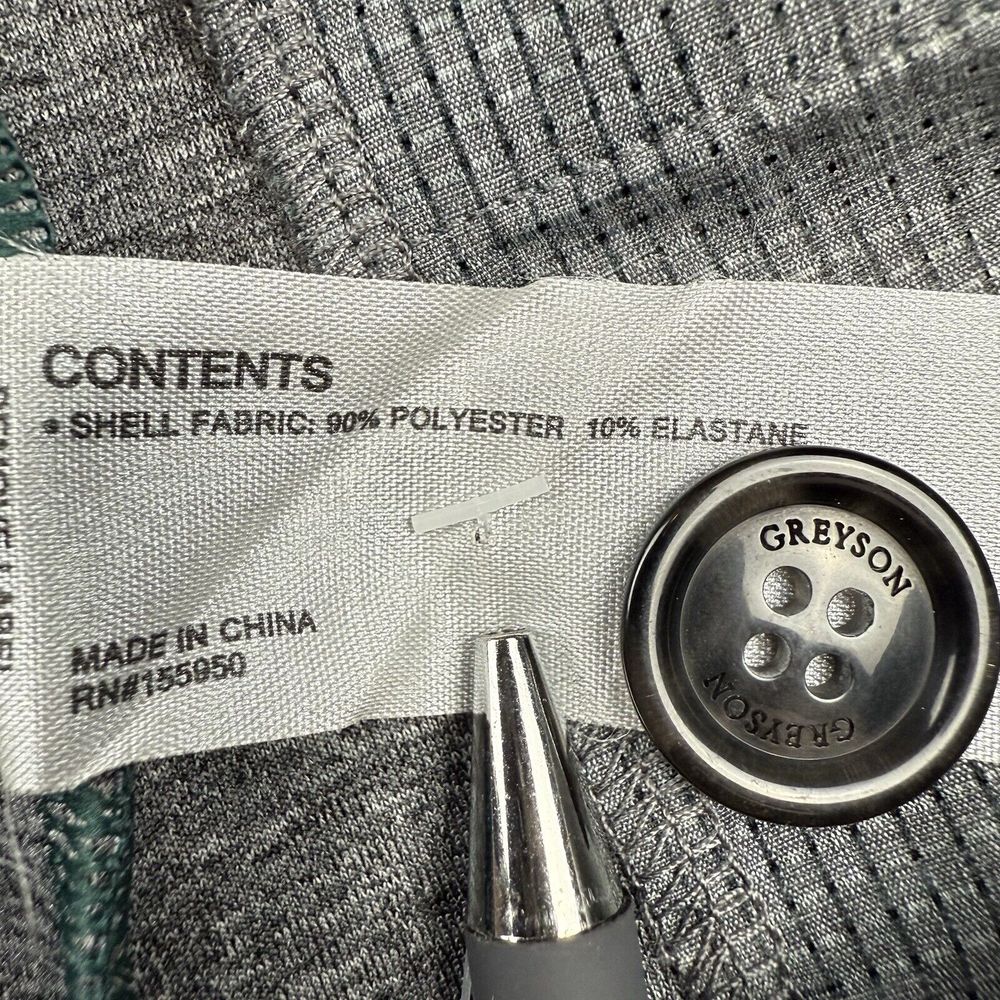 CONTENTS
• SHELL FABRIC: 90% POLYESTER 10% ELASTANE
MADE IN CHINA
RN#155950
GREYSON
GREYSON